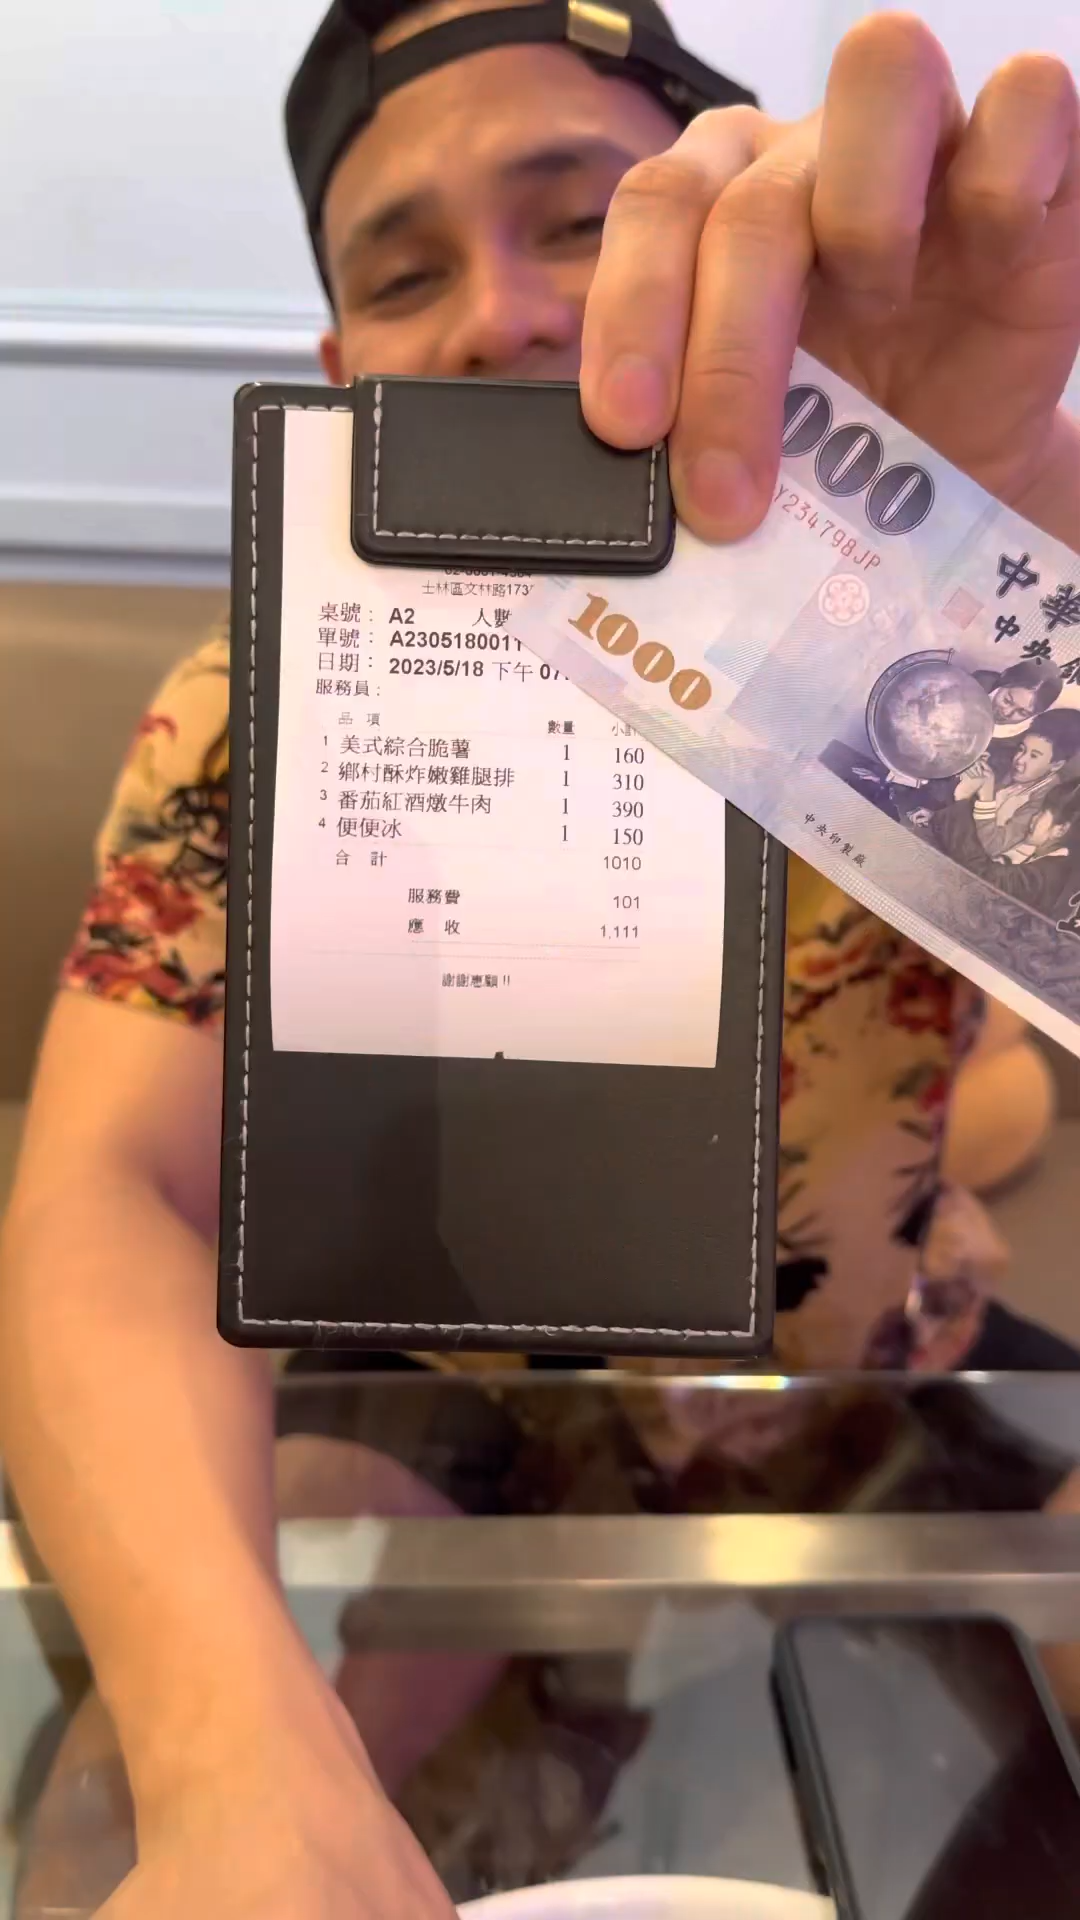 士林區文林路173
桌號： A2 人數
單號： A230518001
日期： 2023/5/18 下午 07
服務員：
品 項 數量 小計
1 美式綜合脆薯 1 160
2 鄉村酥炸嫩雞腿排 1 310
3 番茄紅酒燉牛肉 1 390
4 便便冰 1 150
合 計 1010
服務費 101
應 收 1,111
謝謝惠顧 !!
000
Y234798JP
1000
中華
中央銀
中央印製廠